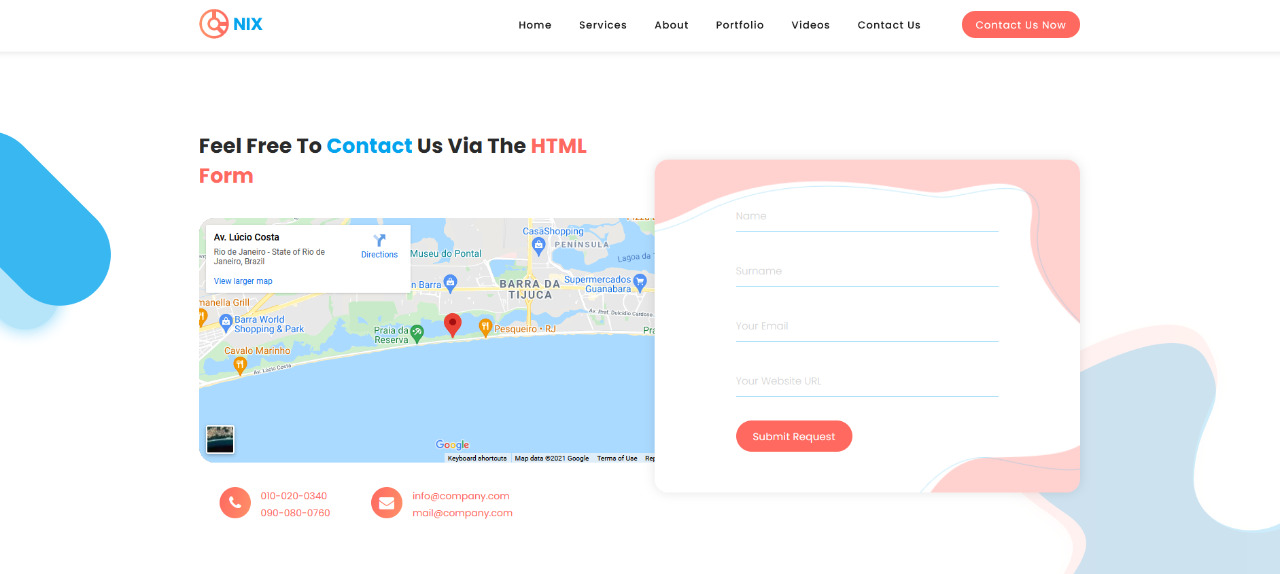 NIX
Home
Services
About
Portfolio
Videos
Contact Us
Contact Us Now
Feel Free To Contact Us Via The HTML
Form
Av. Lúcio Costa
Rio de Janeiro - State of Rio de
Janeiro, Brazil
View larger map
Directions
CasaShopping
PENÍNSULA
Museu do Pontal
Lagoa da
n Barra
BARRA DA
TIJUCA
Supermercados
Guanabara
manella Grill
Barra World
Shopping & Park
Av. Pref. Dulcídio Cardoso
Praia da
Reserva
Pesqueiro - RJ
Cavalo Marinho
Av. Lúcio Costa
Google
Keyboard shortcuts
Map data ©2021 Google
Terms of Use
Rep
Name
Surname
Your Email
Your Website URL
Submit Request
010-020-0340
090-080-0760
info@company.com
mail@company.com